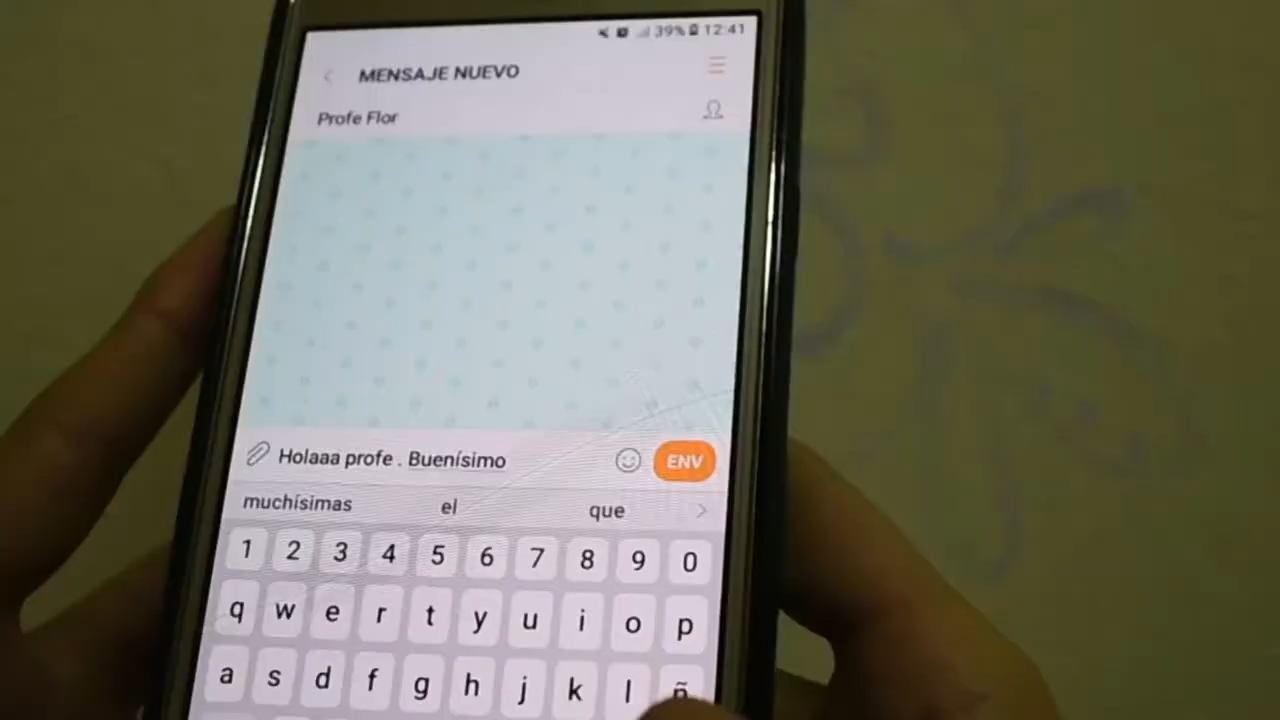 39% 12:41
MENSAJE NUEVO
Profe Flor
Holaaa profe . Buenísimo
ENV
muchísimas el que
1 2 3 4 5 6 7 8 9 0
q w e r t y u i o p
a s d f g h j k l ñ